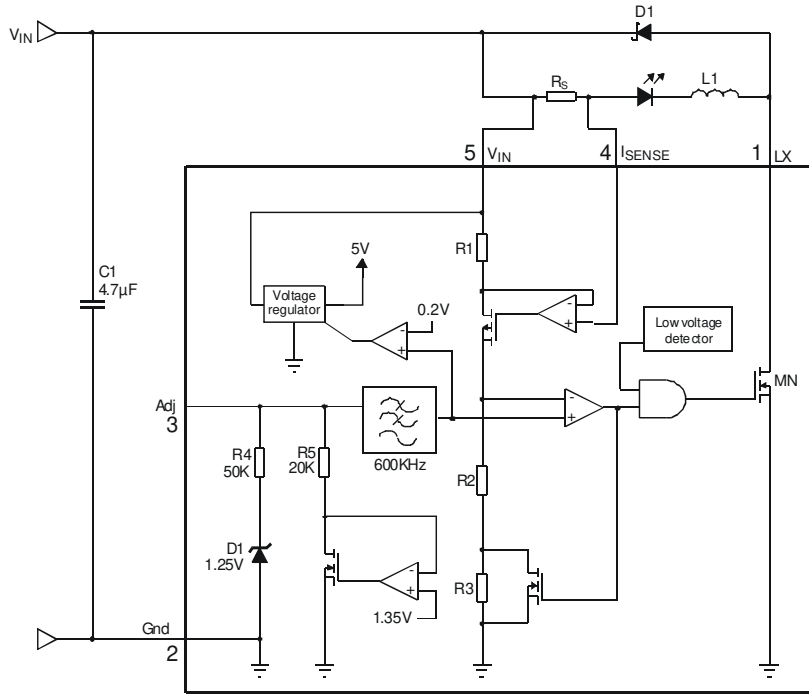 D1
VIN
RS
L1
5 VIN
4 ISENSE
1 LX
R1
5V
C1
4.7µF
Voltage
regulator
0.2V
-
+
-
+
Low voltage
detector
MN
Adj
3
-
+
R4
50K
R5
20K
600KHz
R2
D1
1.25V
-
+
1.35V
R3
Gnd
2